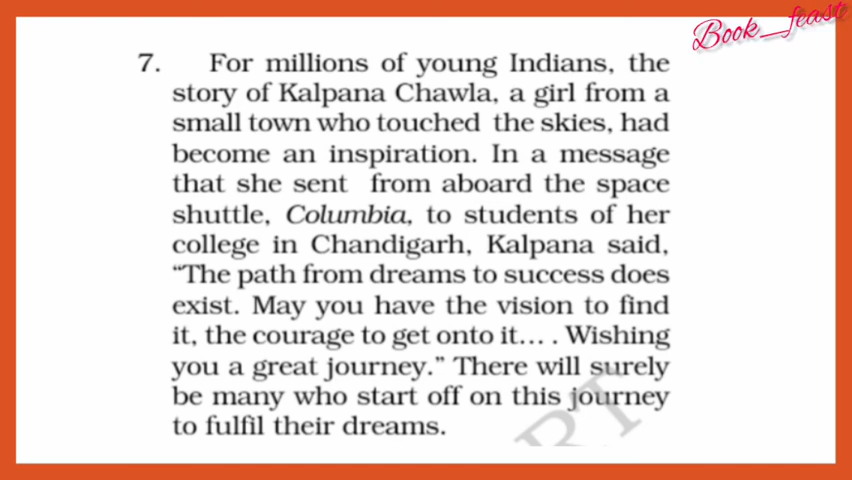 Book_feast
7. For millions of young Indians, the
story of Kalpana Chawla, a girl from a
small town who touched the skies, had
become an inspiration. In a message
that she sent from aboard the space
shuttle, Columbia, to students of her
college in Chandigarh, Kalpana said,
“The path from dreams to success does
exist. May you have the vision to find
it, the courage to get onto it... . Wishing
you a great journey.” There will surely
be many who start off on this journey
to fulfil their dreams.